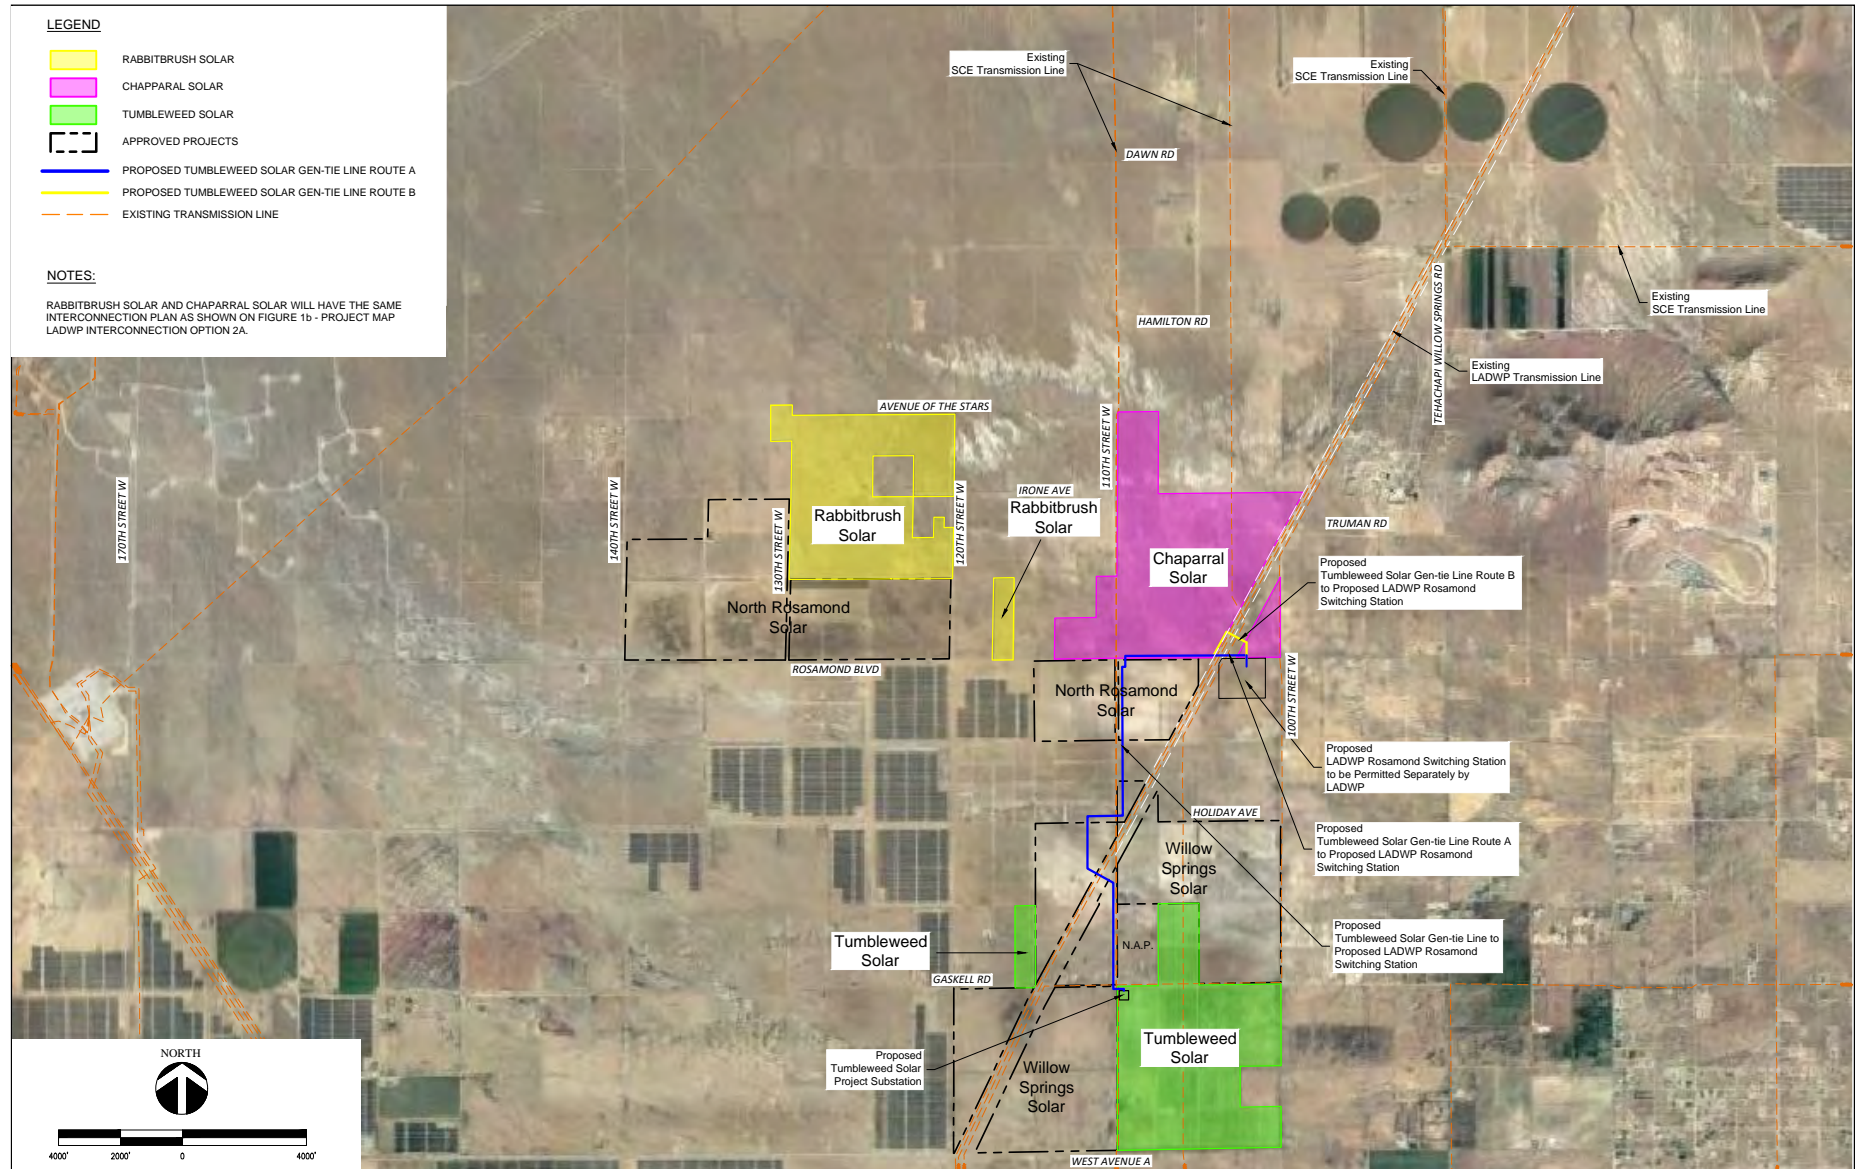 LEGEND
RABBITBRUSH SOLAR
CHAPPARAL SOLAR
TUMBLEWEED SOLAR
APPROVED PROJECTS
PROPOSED TUMBLEWEED SOLAR GEN-TIE LINE ROUTE A
PROPOSED TUMBLEWEED SOLAR GEN-TIE LINE ROUTE B
EXISTING TRANSMISSION LINE
NOTES:
RABBITBRUSH SOLAR AND CHAPARRAL SOLAR WILL HAVE THE SAME
INTERCONNECTION PLAN AS SHOWN ON FIGURE 1b - PROJECT MAP
LADWP INTERCONNECTION OPTION 2A.
Existing
SCE Transmission Line
Existing
SCE Transmission Line
DAWN RD
Existing
SCE Transmission Line
HAMILTON RD
TEHACHAPI WILLOW SPRINGS RD
Existing
LADWP Transmission Line
AVENUE OF THE STARS
110TH STREET W
170TH STREET W
140TH STREET W
130TH STREET W
120TH STREET W
IRONE AVE
Rabbitbrush
Solar
Rabbitbrush
Solar
TRUMAN RD
Chaparral
Solar
Proposed
Tumbleweed Solar Gen-tie Line Route B
to Proposed LADWP Rosamond
Switching Station
North Rosamond
Solar
ROSAMOND BLVD
North Rosamond
Solar
100TH STREET W
Proposed
LADWP Rosamond Switching Station
to be Permitted Separately by
LADWP
HOLIDAY AVE
Proposed
Tumbleweed Solar Gen-tie Line Route A
to Proposed LADWP Rosamond
Switching Station
Willow
Springs
Solar
Proposed
Tumbleweed Solar Gen-tie Line to
Proposed LADWP Rosamond
Switching Station
N.A.P.
Tumbleweed
Solar
GASKELL RD
Tumbleweed
Solar
Proposed
Tumbleweed Solar
Project Substation
Willow
Springs
Solar
WEST AVENUE A
NORTH
4000' 2000' 0 4000'